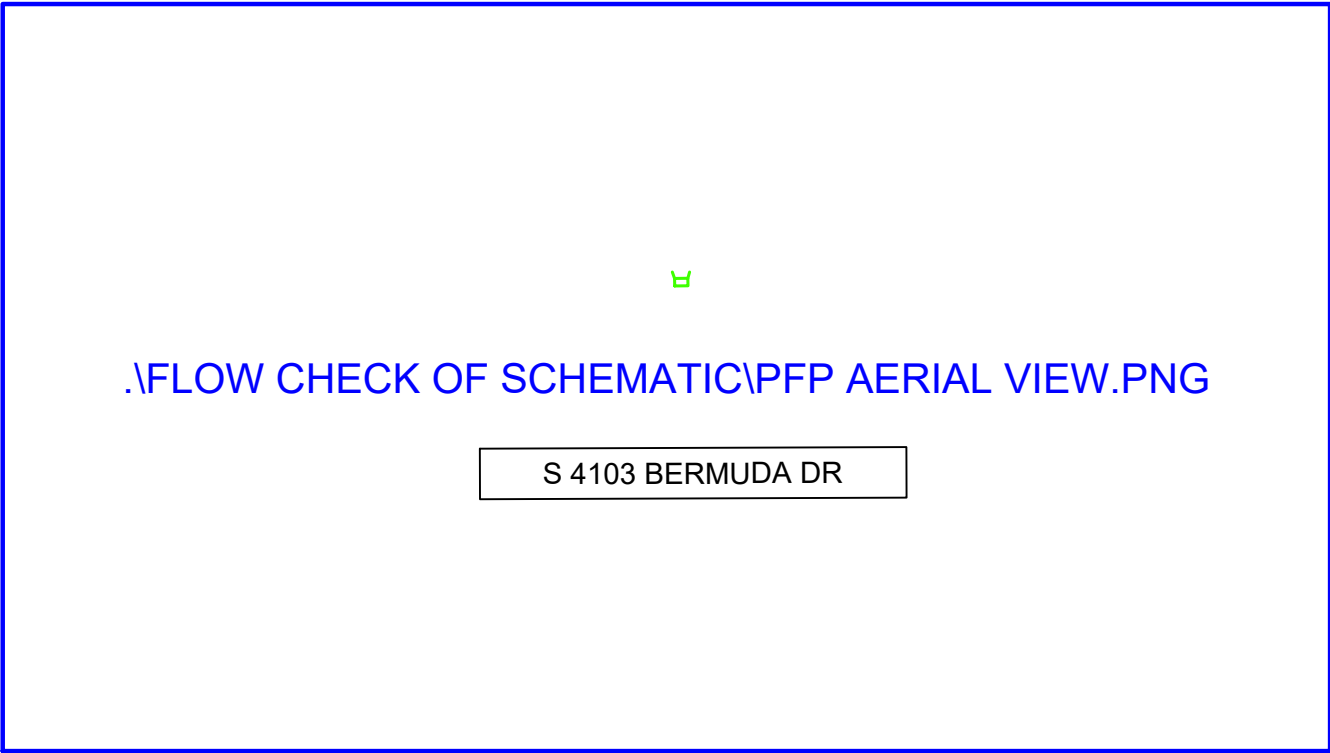 .\FLOW CHECK OF SCHEMATIC\PFP AERIAL VIEW.PNG
S 4103 BERMUDA DR